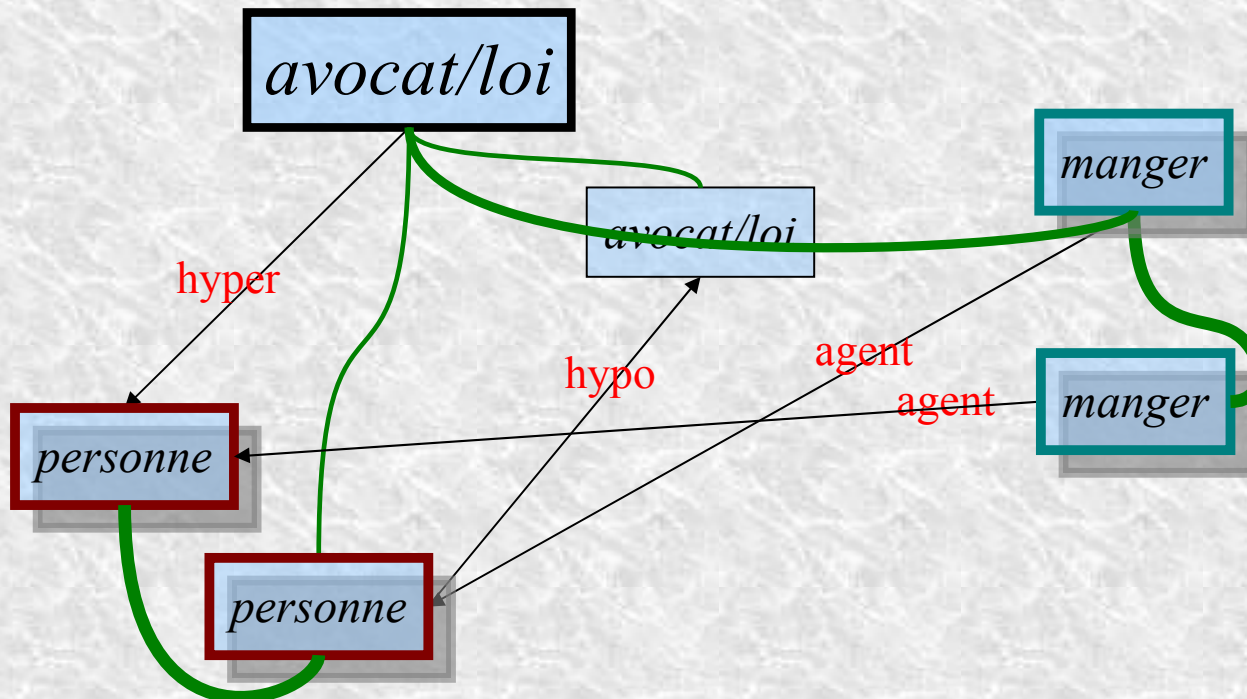 avocat/loi
manger
avocat/loi
hyper
agent
hypo
agent
manger
personne
personne